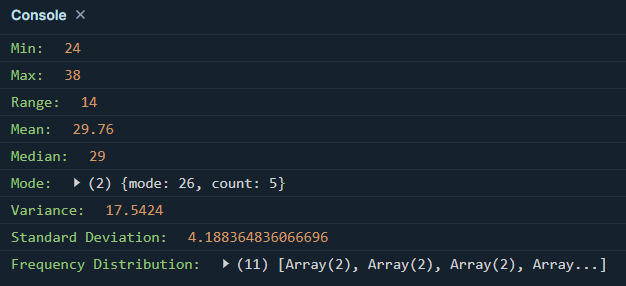 Console ×
Min: 24
Max: 38
Range: 14
Mean: 29.76
Median: 29
Mode: ▶ (2) {mode: 26, count: 5}
Variance: 17.5424
Standard Deviation: 4.188364836066696
Frequency Distribution: ▶ (11) [Array(2), Array(2), Array(2), Array...]